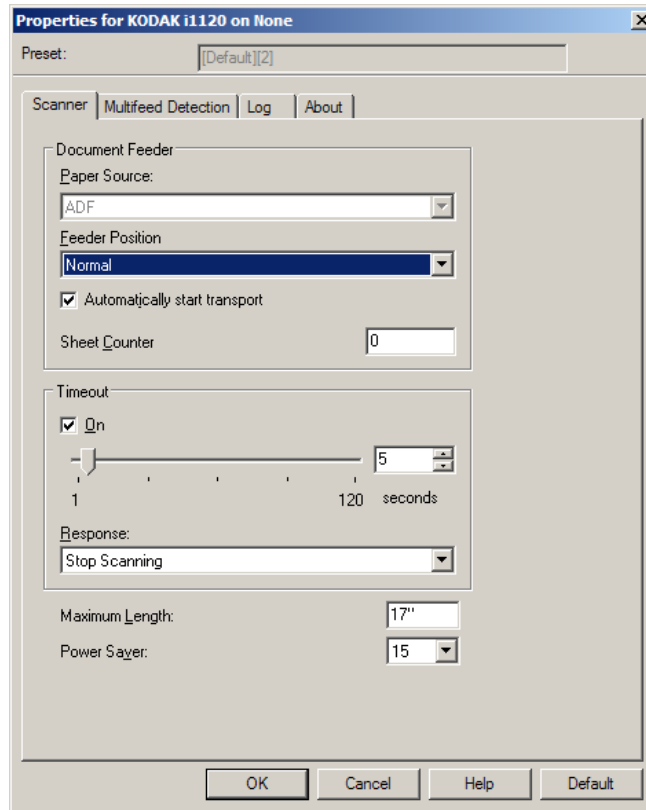 Properties for KODAK i1120 on None
Preset: [Default][2]
Scanner Multifeed Detection Log About
Document Feeder
Paper Source:
ADF
Feeder Position
Normal
Automatically start transport
Sheet Counter 0
Timeout
On
5
1 120 seconds
Response:
Stop Scanning
Maximum Length: 17"
Power Saver: 15
OK Cancel Help Default